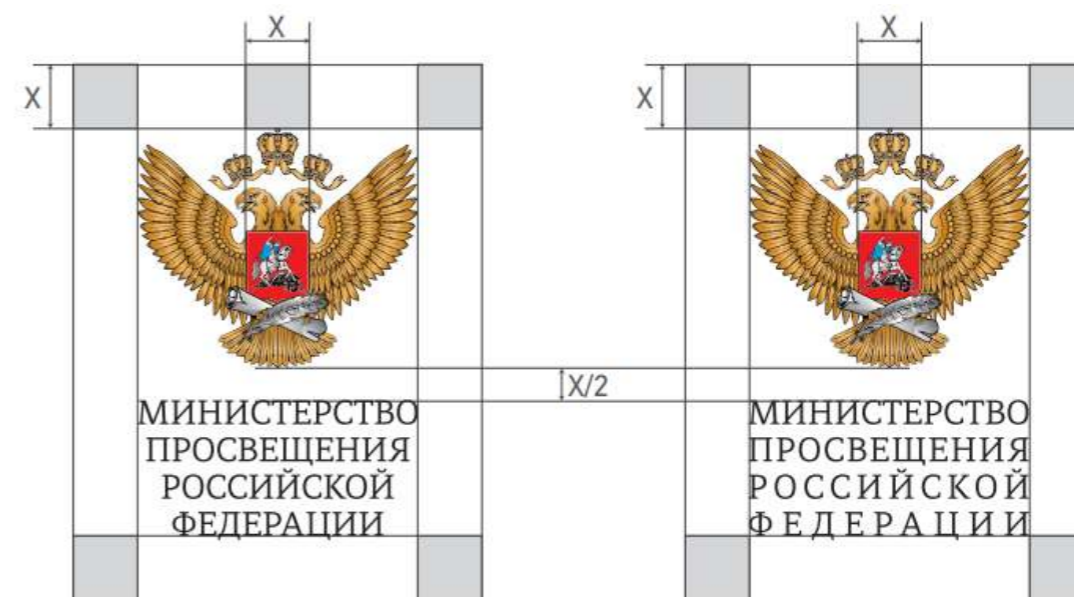 X
X
X
X
X/2
МИНИСТЕРСТВО
ПРОСВЕЩЕНИЯ
РОССИЙСКОЙ
ФЕДЕРАЦИИ
МИНИСТЕРСТВО
ПРОСВЕЩЕНИЯ
РОССИЙСКОЙ
ФЕДЕРАЦИИ